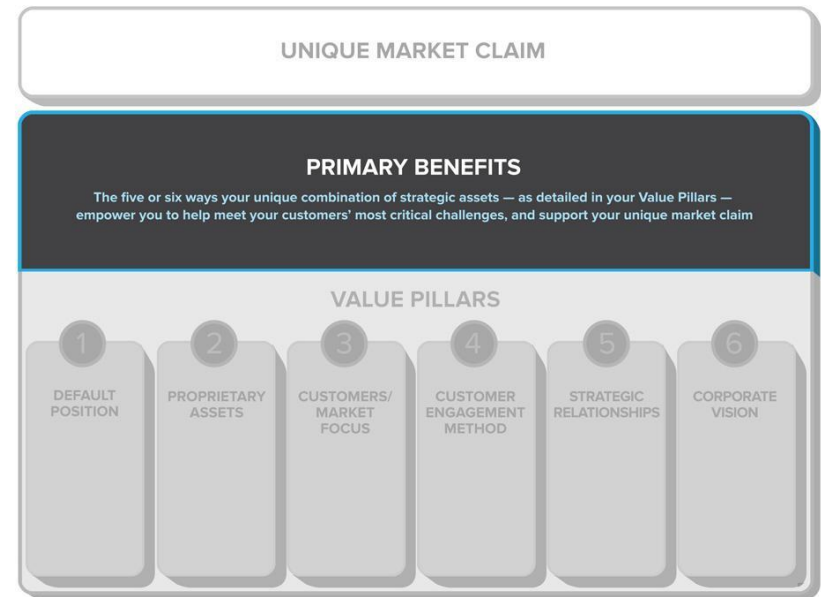 UNIQUE MARKET CLAIM
PRIMARY BENEFITS
The five or six ways your unique combination of strategic assets — as detailed in your Value Pillars —
empower you to help meet your customers’ most critical challenges, and support your unique market claim
VALUE PILLARS
1
DEFAULT
POSITION
2
PROPRIETARY
ASSETS
3
CUSTOMERS/
MARKET
FOCUS
4
CUSTOMER
ENGAGEMENT
METHOD
5
STRATEGIC
RELATIONSHIPS
6
CORPORATE
VISION